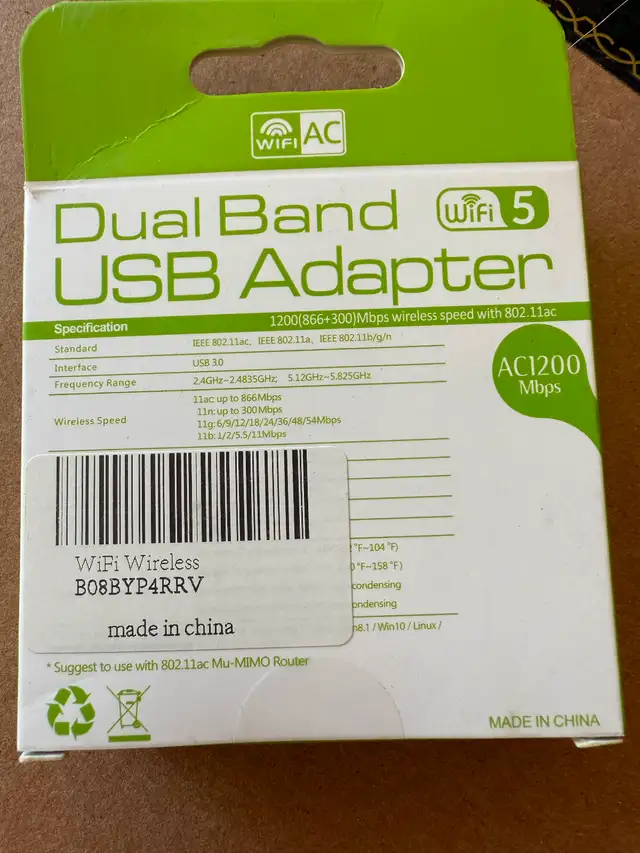 WIFI AC
Dual Band WiFi 5
USB Adapter
1200(866+300)Mbps wireless speed with 802.11ac
Specification
Standard IEEE 802.11ac、IEEE 802.11a、IEEE 802.11b/g/n
Interface USB 3.0
Frequency Range 2.4GHz~2.4835GHz; 5.12GHz~5.825GHz
AC1200
Mbps
Wireless Speed
11ac: up to 866Mbps
11n: up to 300Mbps
11g: 6/9/12/18/24/36/48/54Mbps
11b: 1/2/5.5/11Mbps
°F~104 °F)
°F~158 °F)
condensing
ondensing
8.1 / Win10 / Linux /
WiFi Wireless
B08BYP4RRV
made in china
* Suggest to use with 802.11ac Mu-MIMO Router
MADE IN CHINA